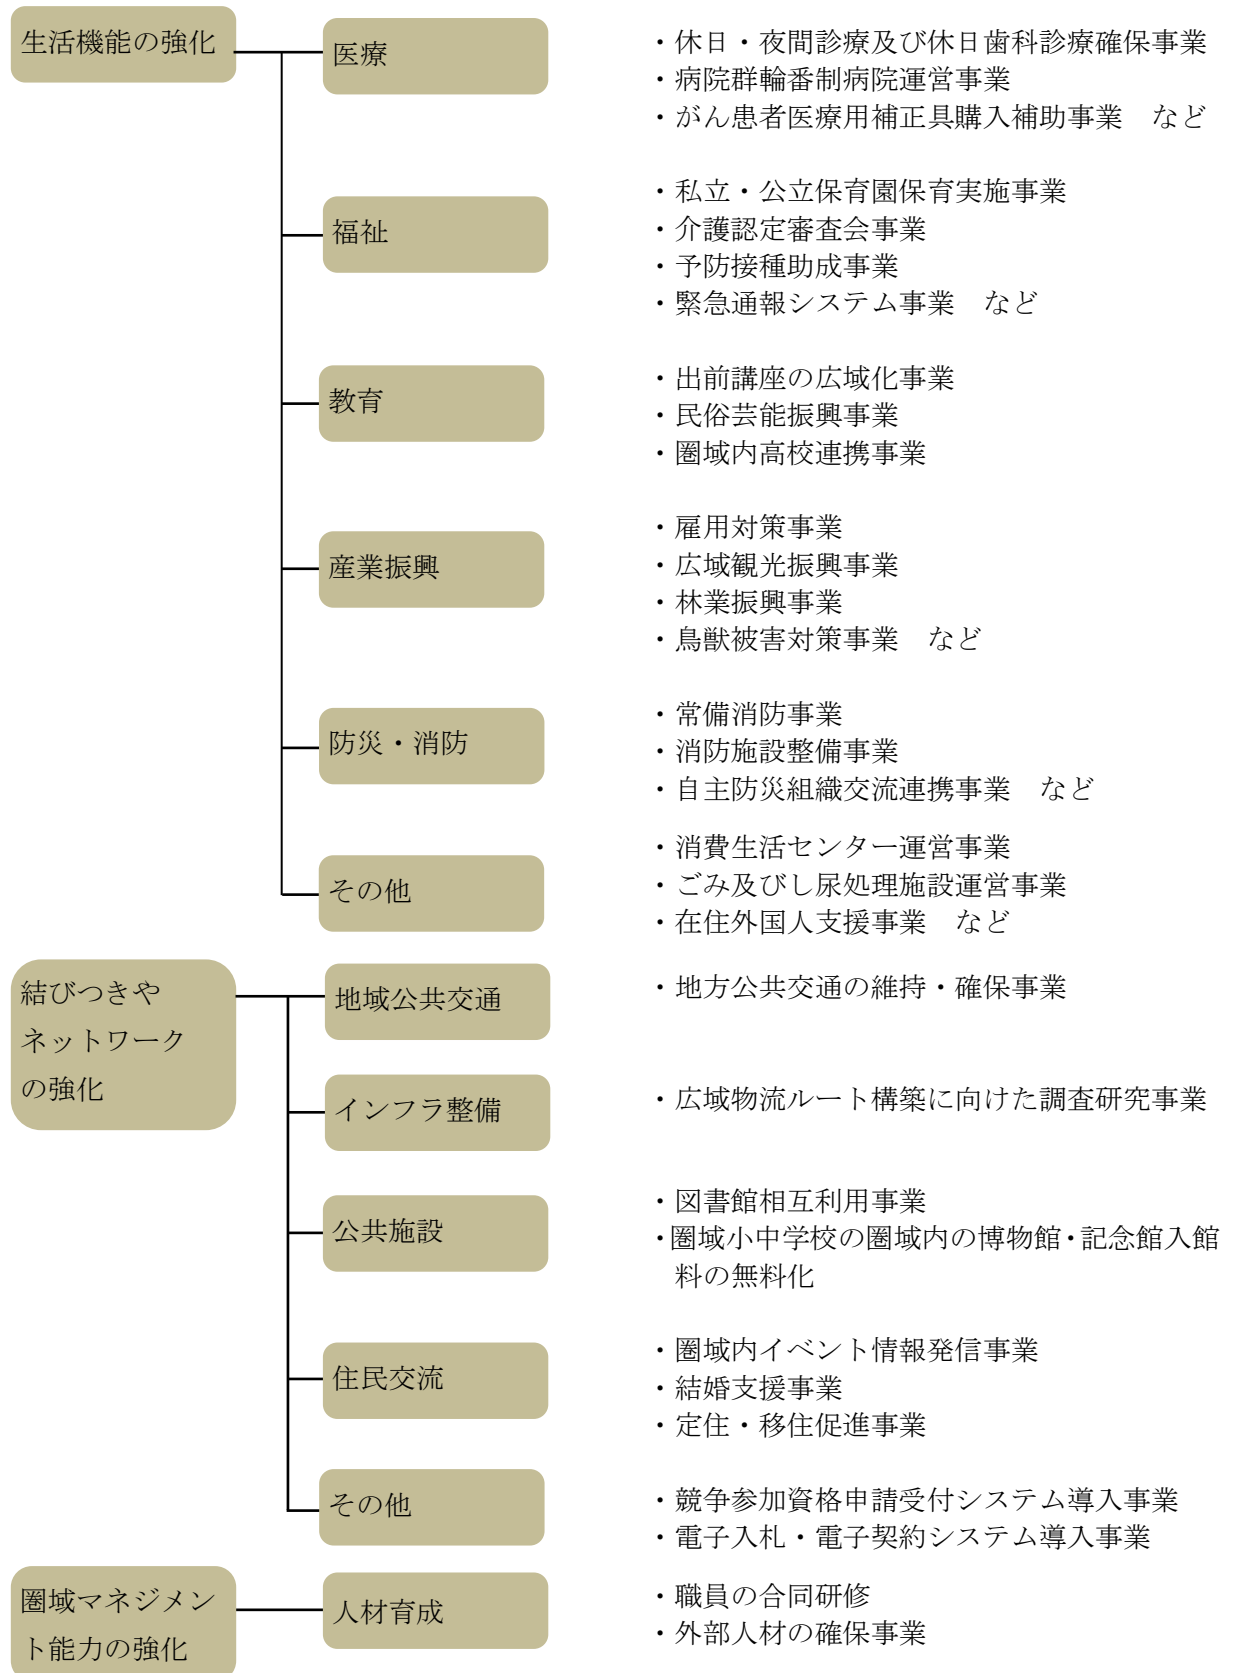 生活機能の強化
医療
・休日・夜間診療及び休日歯科診療確保事業
・病院群輪番制病院運営事業
・がん患者医療用補正具購入補助事業　など
福祉
・私立・公立保育園保育実施事業
・介護認定審査会事業
・予防接種助成事業
・緊急通報システム事業　など
教育
・出前講座の広域化事業
・民俗芸能振興事業
・圏域内高校連携事業
産業振興
・雇用対策事業
・広域観光振興事業
・林業振興事業
・鳥獣被害対策事業　など
防災・消防
・常備消防事業
・消防施設整備事業
・自主防災組織交流連携事業　など
その他
・消費生活センター運営事業
・ごみ及びし尿処理施設運営事業
・在住外国人支援事業　など
結びつきや
ネットワーク
の強化
地域公共交通
・地方公共交通の維持・確保事業
インフラ整備
・広域物流ルート構築に向けた調査研究事業
公共施設
・図書館相互利用事業
・圏域小中学校の圏域内の博物館・記念館入館
料の無料化
住民交流
・圏域内イベント情報発信事業
・結婚支援事業
・定住・移住促進事業
その他
・競争参加資格申請受付システム導入事業
・電子入札・電子契約システム導入事業
圏域マネジメン
ト能力の強化
人材育成
・職員の合同研修
・外部人材の確保事業